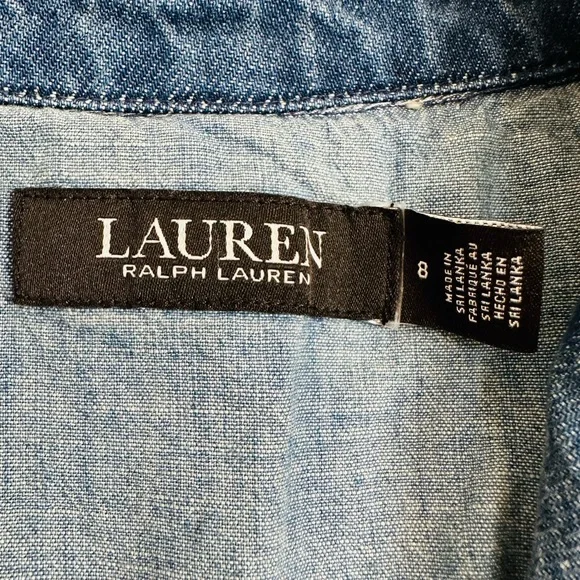 LAUREN
RALPH LAUREN
8
MADE IN
SRI LANKA
FABRIQUÉ AU
SRI LANKA
HECHO EN
SRI LANKA